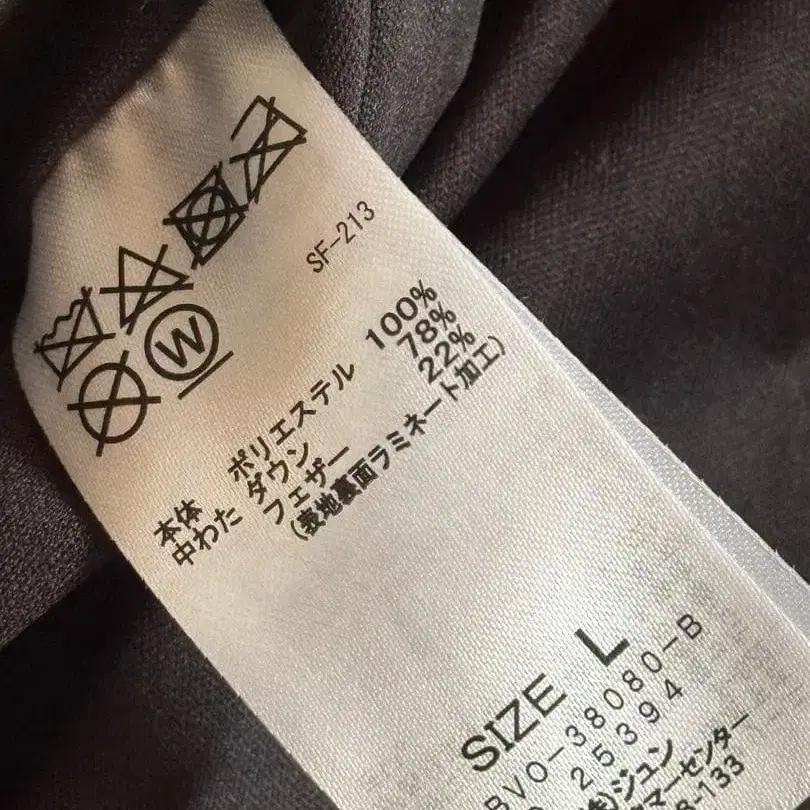 W
SF-213
本体 ポリエステル 100%
中わた ダウン 78%
フェザー 22%
(表地裏面ラミネート加工)
SIZE L
BV0-38080-B
25394
ジュン
マーセンター
-133